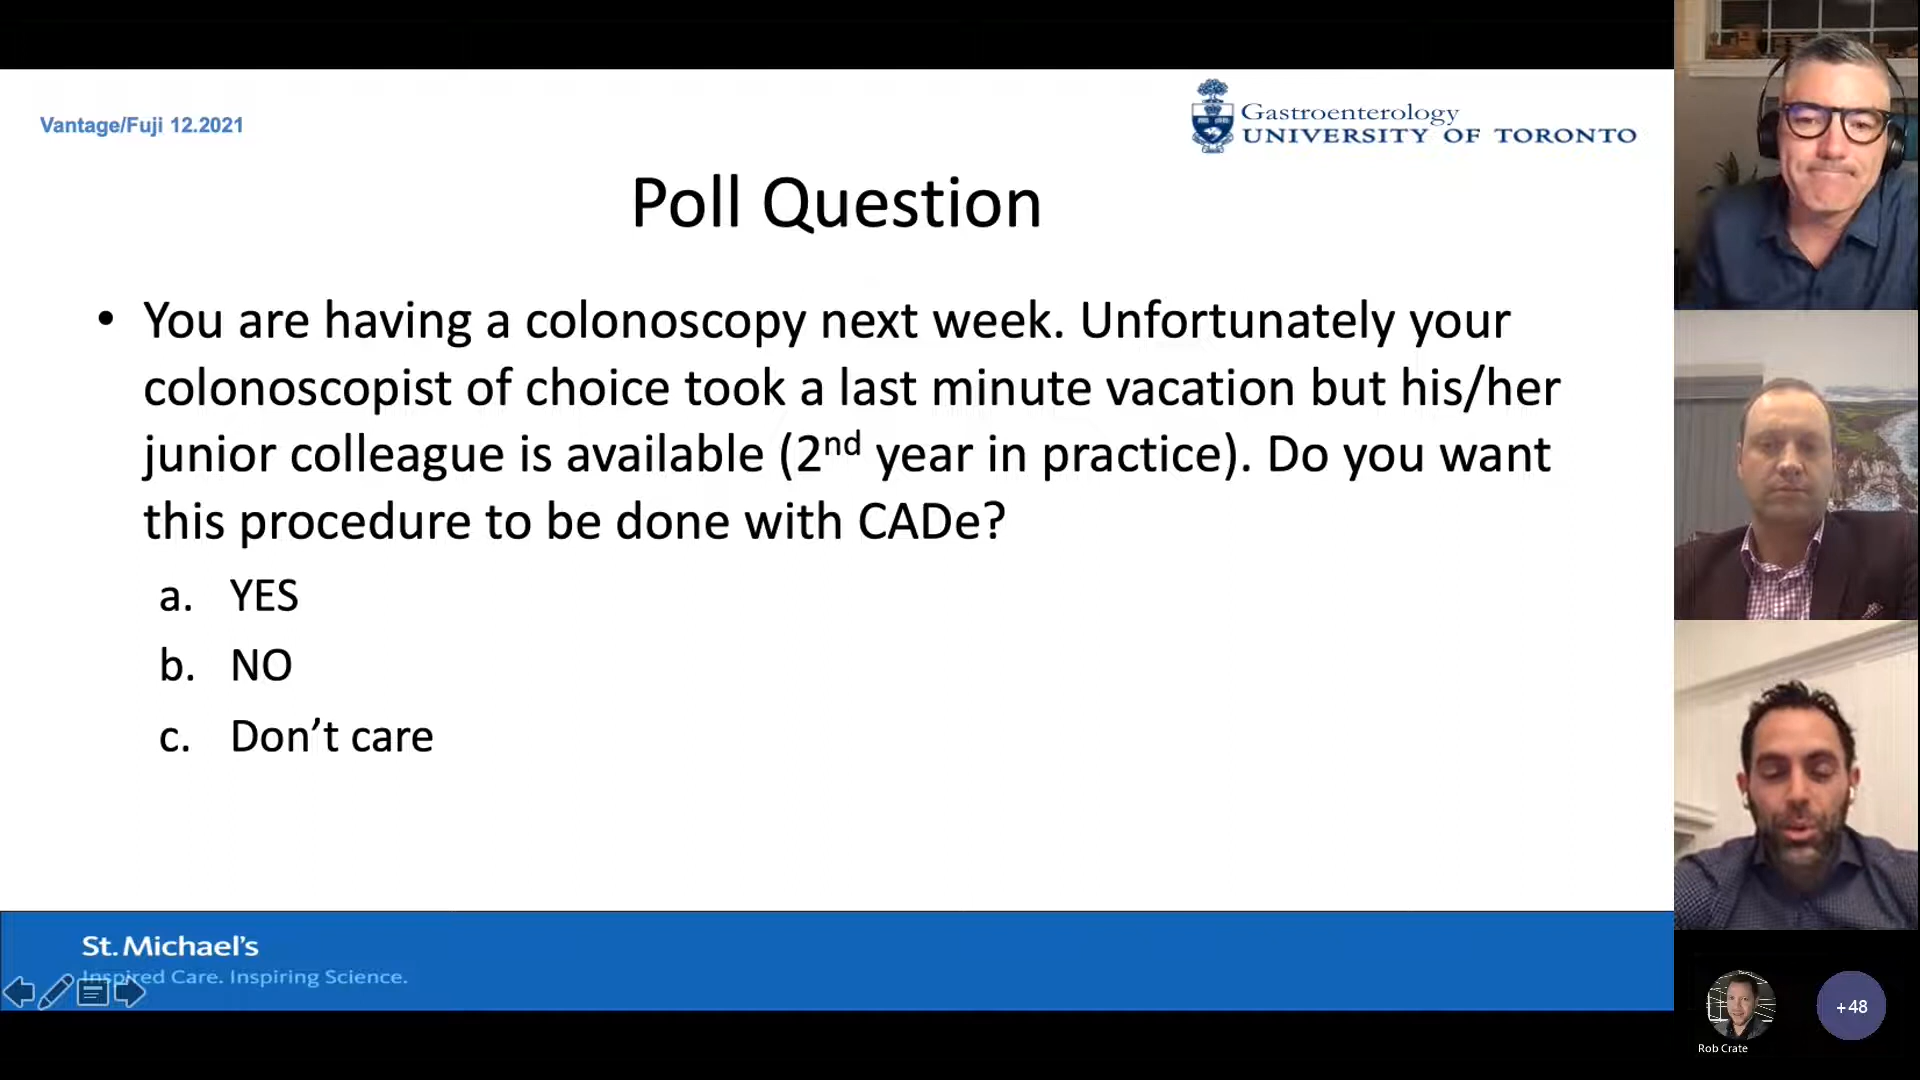 Vantage/Fuji 12.2021
Gastroenterology
UNIVERSITY OF TORONTO
Poll Question
• You are having a colonoscopy next week. Unfortunately your
colonoscopist of choice took a last minute vacation but his/her
junior colleague is available (2nd year in practice). Do you want
this procedure to be done with CADe?
a. YES
b. NO
c. Don’t care
St. Michael's
Inspired Care. Inspiring Science.
+48
Rob Crate